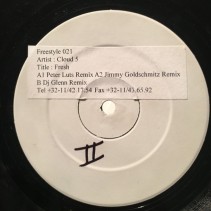 Freestyle 021
Artist : Cloud 5
Title : Fresh
A1 Peter Luts Remix A2 Jimmy Goldschmitz Remix
B Dj Glenn Remix
Tel +32-11/42.17.54 Fax +32-11/43.65.92
II